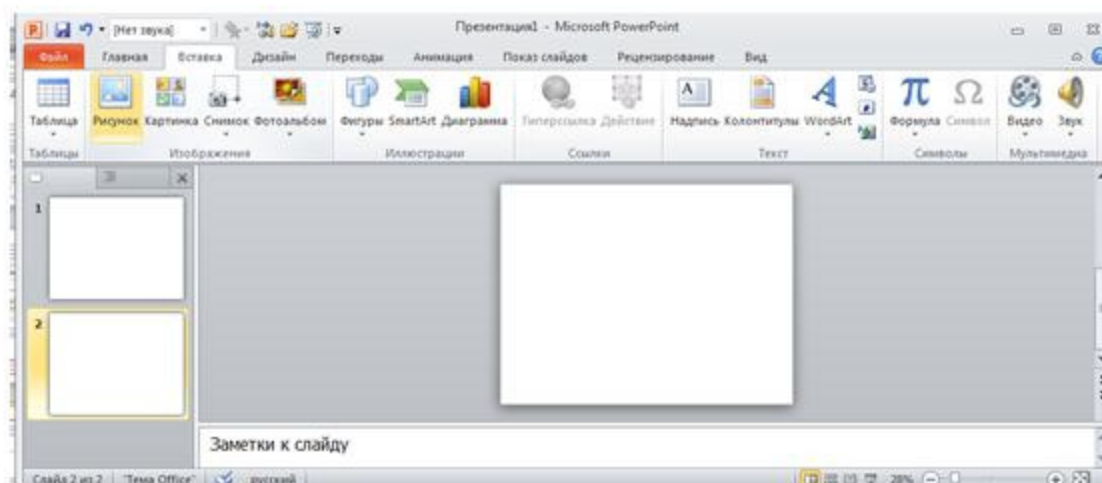 [Нет звука] Презентация1 - Microsoft PowerPoint
Файл Главная Вставка Дизайн Переходы Анимация Показ слайдов Рецензирование Вид
Таблица Рисунок Картинка Снимок Фотоальбом Фигуры SmartArt Диаграмма Гиперссылка Действие Надпись Колонтитулы WordArt Формула Символ Видео Звук
Таблицы Изображения Иллюстрации Ссылки Текст Символы Мультимедиа
1
2
Заметки к слайду
Слайд 2 из 2 "Тема Office" русский 28%